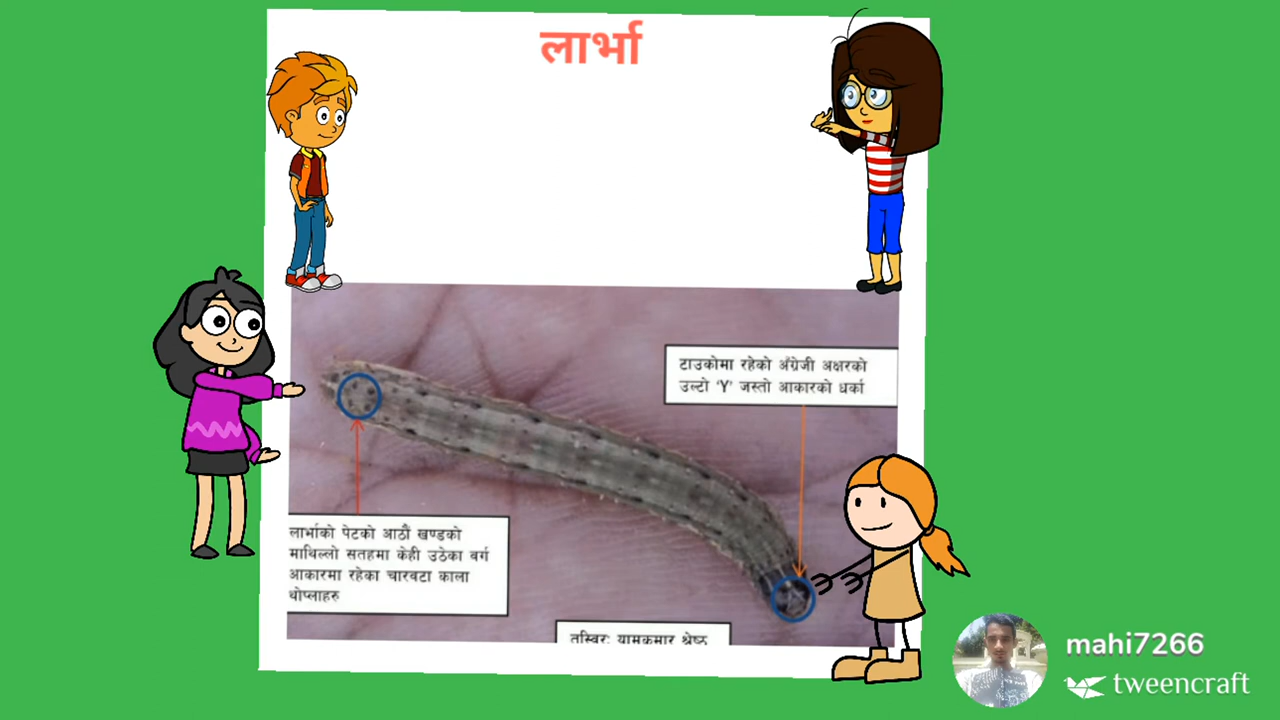 लार्भा
टाउकोमा रहेको अँग्रेजी अक्षरको
उल्टो 'Y' जस्तो आकारको धर्का
लार्भाको पेटको आठौं खण्डको
माथिल्लो सतहमा केही उठेका वर्ग
आकारमा रहेका चारवटा काला
थोप्लाहरु
तस्विर: यामकुमार श्रेष्ठ
mahi7266
tweencraft